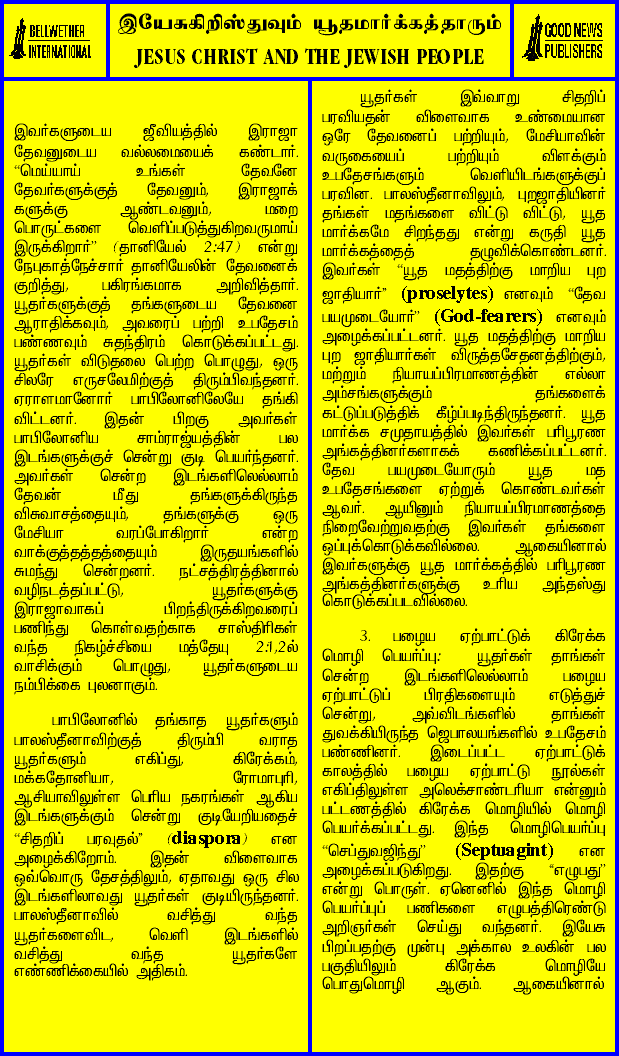 BELLWETHER
INTERNATIONAL
இயேசுகிறிஸ்துவும் யூதமார்க்கத்தாரும்
JESUS CHRIST AND THE JEWISH PEOPLE
GOOD NEWS
PUBLISHERS
இவர்களுடைய ஜீவியத்தில் இராஜா
தேவனுடைய வல்லமையைக் கண்டார்.
“மெய்யாய் உங்கள் தேவனே
தேவர்களுக்குத் தேவனும், இராஜாக்
களுக்கு ஆண்டவனும், மறை
பொருட்களை வெளிப்படுத்துகிறவருமாய்
இருக்கிறார்” (தானியேல் 2:47) என்று
நேபுகாத்நேச்சார் தானியேலின் தேவனைக்
குறித்து, பகிரங்கமாக அறிவித்தார்.
யூதர்களுக்குத் தங்களுடைய தேவனை
ஆராதிக்கவும், அவரைப் பற்றி உபதேசம்
பண்ணவும் சுதந்திரம் கொடுக்கப்பட்டது.
யூதர்கள் விடுதலை பெற்ற பொழுது, ஒரு
சிலரே எருசலேமிற்குத் திரும்பிவந்தனர்.
ஏராளமானோர் பாபிலோனிலேயே தங்கி
விட்டனர். இதன் பிறகு அவர்கள்
பாபிலோனிய சாம்ராஜ்யத்தின் பல
இடங்களுக்குச் சென்று குடி பெயர்ந்தனர்.
அவர்கள் சென்ற இடங்களிலெல்லாம்
தேவன் மீது தங்களுக்கிருந்த
விசுவாசத்தையும், தங்களுக்கு ஒரு
மேசியா வரப்போகிறார் என்ற
வாக்குத்தத்தத்தையும் இருதயங்களில்
சுமந்து சென்றனர். நட்சத்திரத்தினால்
வழிநடத்தப்பட்டு, யூதர்களுக்கு
இராஜாவாகப் பிறந்திருக்கிறவரைப்
பணிந்து கொள்வதற்காக சாஸ்திரிகள்
வந்த நிகழ்ச்சியை மத்தேயு 2:1,2ல்
வாசிக்கும் பொழுது, யூதர்களுடைய
நம்பிக்கை புலனாகும்.
பாபிலோனில் தங்காத யூதர்களும்
பாலஸ்தீனாவிற்குத் திரும்பி வராத
யூதர்களும் எகிப்து, கிரேக்கம்,
மக்கதோனியா, ரோமாபுரி,
ஆசியாவிலுள்ள பெரிய நகரங்கள் ஆகிய
இடங்களுக்கும் சென்று குடியேறியதைச்
“சிதறிப் பரவுதல்” (diaspora) என
அழைக்கிறோம். இதன் விளைவாக
ஒவ்வொரு தேசத்திலும், ஏதாவது ஒரு சில
இடங்களிலாவது யூதர்கள் குடியிருந்தனர்.
பாலஸ்தீனாவில் வசித்து வந்த
யூதர்களைவிட, வெளி இடங்களில்
வசித்து வந்த யூதர்களே
எண்ணிக்கையில் அதிகம்.
யூதர்கள் இவ்வாறு சிதறிப்
பரவியதன் விளைவாக உண்மையான
ஒரே தேவனைப் பற்றியும், மேசியாவின்
வருகையைப் பற்றியும் விளக்கும்
உபதேசங்களும் வெளியிடங்களுக்குப்
பரவின. பாலஸ்தீனாவிலும், புறஜாதியினர்
தங்கள் மதங்களை விட்டு விட்டு, யூத
மார்க்கமே சிறந்தது என்று கருதி யூத
மார்க்கத்தைத் தழுவிக்கொண்டனர்.
இவர்கள் “யூத மதத்திற்கு மாறிய புற
ஜாதியார்” (proselytes) எனவும் “தேவ
பயமுடையோர்” (God-fearers) எனவும்
அழைக்கப்பட்டனர். யூத மதத்திற்கு மாறிய
புற ஜாதியார்கள் விருத்தசேதனத்திற்கும்,
மற்றும் நியாயப்பிரமாணத்தின் எல்லா
அம்சங்களுக்கும் தங்களைக்
கட்டுப்படுத்திக் கீழ்ப்படிந்திருந்தனர். யூத
மார்க்க சமுதாயத்தில் இவர்கள் பரிபூரண
அங்கத்தினர்களாகக் கணிக்கப்பட்டனர்.
தேவ பயமுடையோரும் யூத மத
உபதேசங்களை ஏற்றுக் கொண்டவர்கள்
ஆவர். ஆயினும் நியாயப்பிரமாணத்தை
நிறைவேற்றுவதற்கு இவர்கள் தங்களை
ஒப்புக்கொடுக்கவில்லை. ஆகையினால்
இவர்களுக்கு யூத மார்க்கத்தில் பரிபூரண
அங்கத்தினர்களுக்கு உரிய அந்தஸ்து
கொடுக்கப்படவில்லை.
3. பழைய ஏற்பாட்டுக் கிரேக்க
மொழி பெயர்ப்பு: யூதர்கள் தாங்கள்
சென்ற இடங்களிலெல்லாம் பழைய
ஏற்பாட்டுப் பிரதிகளையும் எடுத்துச்
சென்று, அவ்விடங்களில் தாங்கள்
துவக்கியிருந்த ஜெபாலயங்களில் உபதேசம்
பண்ணினர். இடைப்பட்ட ஏற்பாட்டுக்
காலத்தில் பழைய ஏற்பாட்டு நூல்கள்
எகிப்திலுள்ள அலெக்சாண்டரியா என்னும்
பட்டணத்தில் கிரேக்க மொழியில் மொழி
பெயர்க்கப்பட்டது. இந்த மொழிபெயர்ப்பு
“செப்துவஜிந்து” (Septuagint) என
அழைக்கப்படுகிறது. இதற்கு “எழுபது”
என்று பொருள். ஏனெனில் இந்த மொழி
பெயர்ப்புப் பணிகளை எழுபத்திரெண்டு
அறிஞர்கள் செய்து வந்தனர். இயேசு
பிறப்பதற்கு முன்பு அக்கால உலகின் பல
பகுதியிலும் கிரேக்க மொழியே
பொதுமொழி ஆகும். ஆகையினால்